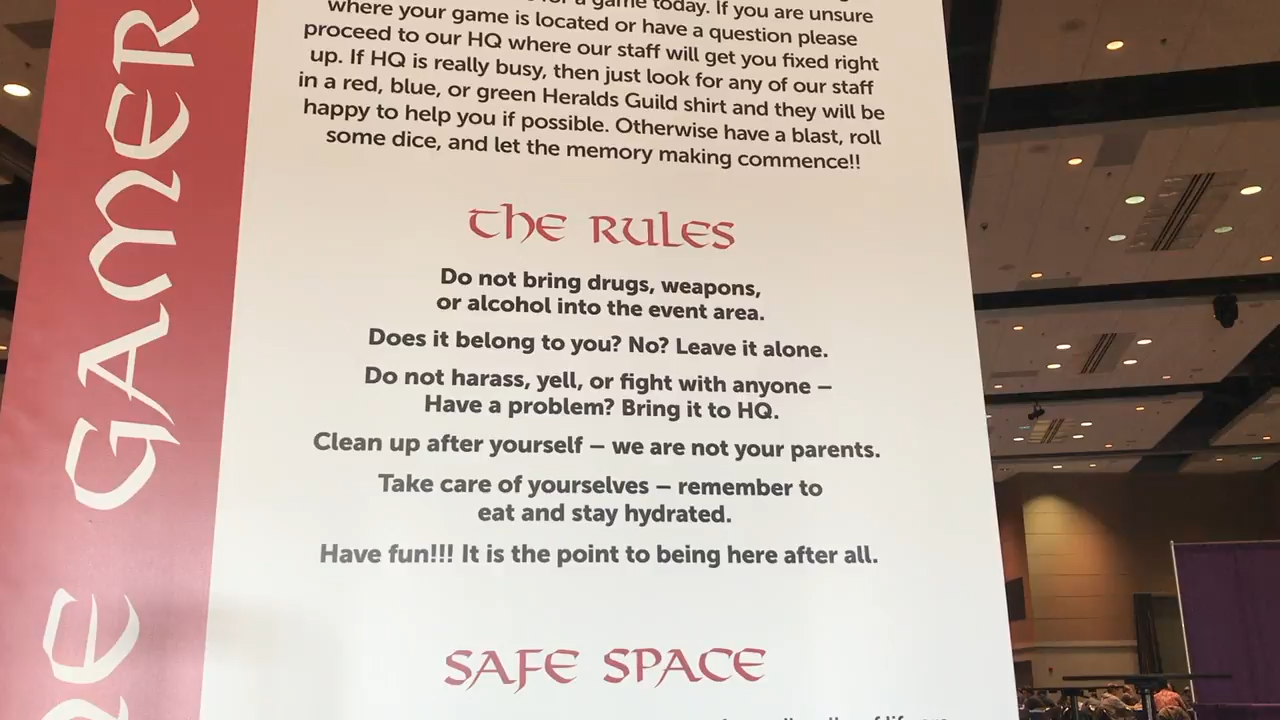 for a game today. If you are unsure
where your game is located or have a question please
proceed to our HQ where our staff will get you fixed right
up. If HQ is really busy, then just look for any of our staff
in a red, blue, or green Heralds Guild shirt and they will be
happy to help you if possible. Otherwise have a blast, roll
some dice, and let the memory making commence!!
THE RULES
Do not bring drugs, weapons,
or alcohol into the event area.
Does it belong to you? No? Leave it alone.
Do not harass, yell, or fight with anyone –
Have a problem? Bring it to HQ.
Clean up after yourself – we are not your parents.
Take care of yourselves – remember to
eat and stay hydrated.
Have fun!!! It is the point to being here after all.
SAFE SPACE
GAMER